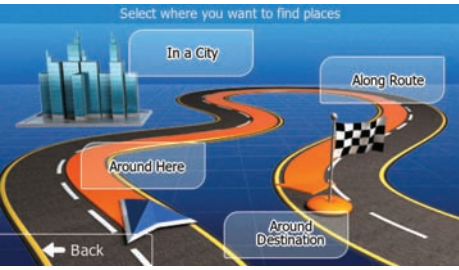 Select where you want to find places
In a City
Along Route
Around Here
Around
Destination
Back